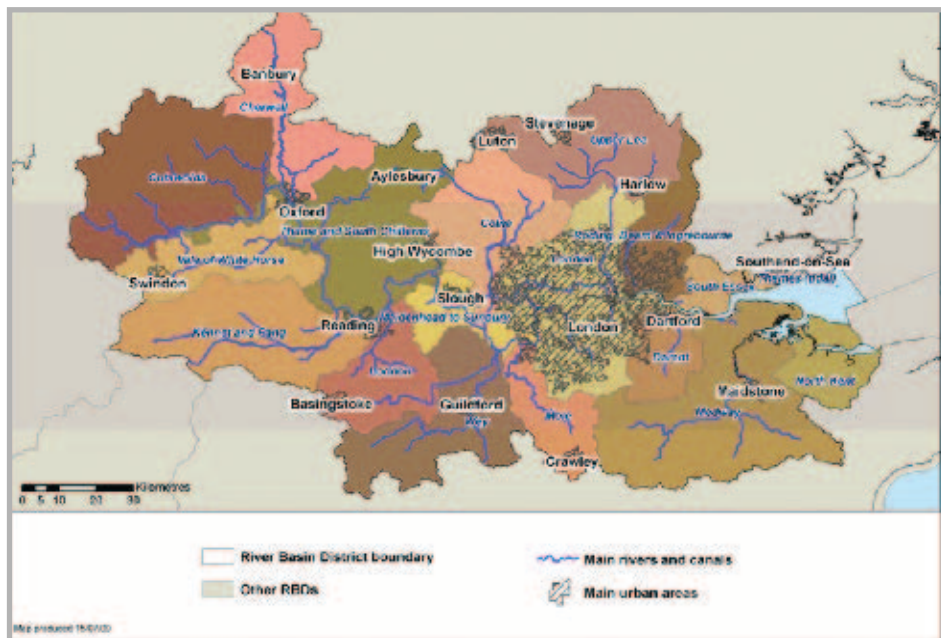 Banbury
Cherwell
Stevenage
Luton
Upper Lee
Aylesbury
Harlow
Cotswolds
Oxford
Colne
Thame and South Chilterns
Roding, Beam & Ingrebourne
High Wycombe
London
Southend-on-Sea
Vale of White Horse
Swindon
Slough
South Essex
Maidenhead to Sunbury
Reading
London
Dartford
Kennet and Pang
Darent
Loddon
Maidstone
North Kent
Basingstoke
Guildford
Mole
Medway
Wey
Crawley
Kilometres
0 5 10 20 30
River Basin District boundary
Main rivers and canals
Other RBDs
Main urban areas
Map produced